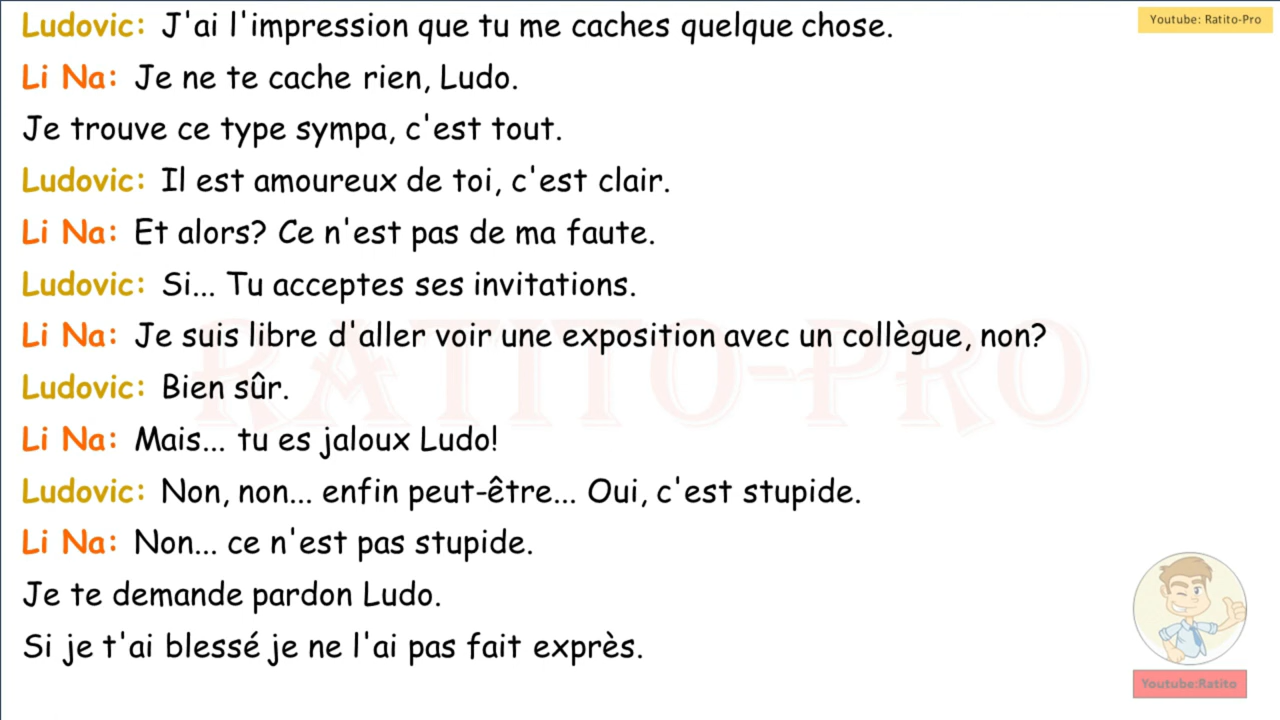 Ludovic: J'ai l'impression que tu me caches quelque chose.
Youtube: Ratito-Pro
Li Na: Je ne te cache rien, Ludo.
Je trouve ce type sympa, c'est tout.
Ludovic: Il est amoureux de toi, c'est clair.
Li Na: Et alors? Ce n'est pas de ma faute.
Ludovic: Si... Tu acceptes ses invitations.
Li Na: Je suis libre d'aller voir une exposition avec un collègue, non?
RATITO-PRO
Ludovic: Bien sûr.
Li Na: Mais... tu es jaloux Ludo!
Ludovic: Non, non... enfin peut-être... Oui, c'est stupide.
Li Na: Non... ce n'est pas stupide.
Je te demande pardon Ludo.
Si je t'ai blessé je ne l'ai pas fait exprès.
Youtube:Ratito